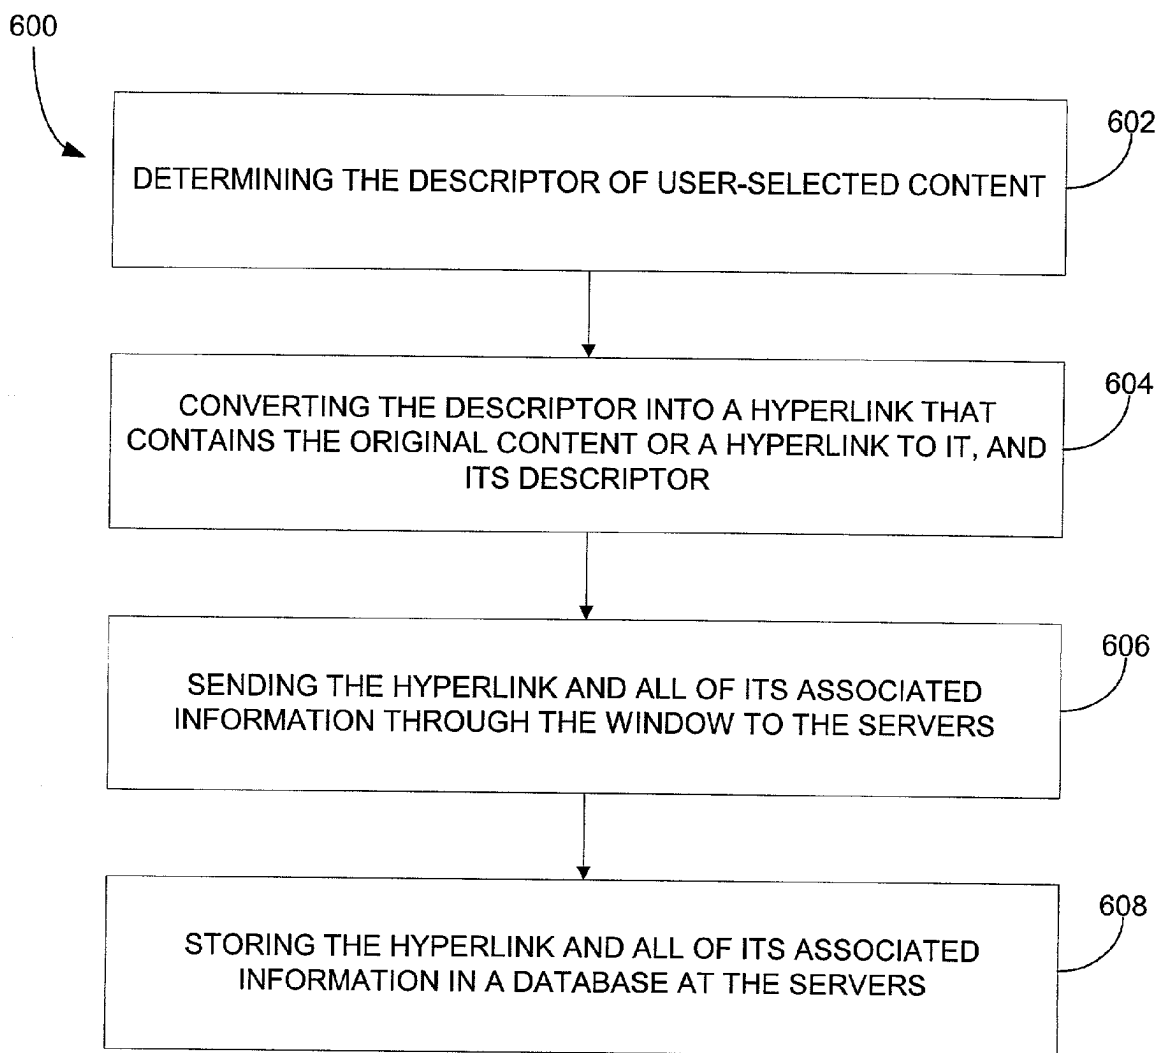 600
602
DETERMINING THE DESCRIPTOR OF USER-SELECTED CONTENT
604
CONVERTING THE DESCRIPTOR INTO A HYPERLINK THAT
CONTAINS THE ORIGINAL CONTENT OR A HYPERLINK TO IT, AND
ITS DESCRIPTOR
606
SENDING THE HYPERLINK AND ALL OF ITS ASSOCIATED
INFORMATION THROUGH THE WINDOW TO THE SERVERS
608
STORING THE HYPERLINK AND ALL OF ITS ASSOCIATED
INFORMATION IN A DATABASE AT THE SERVERS